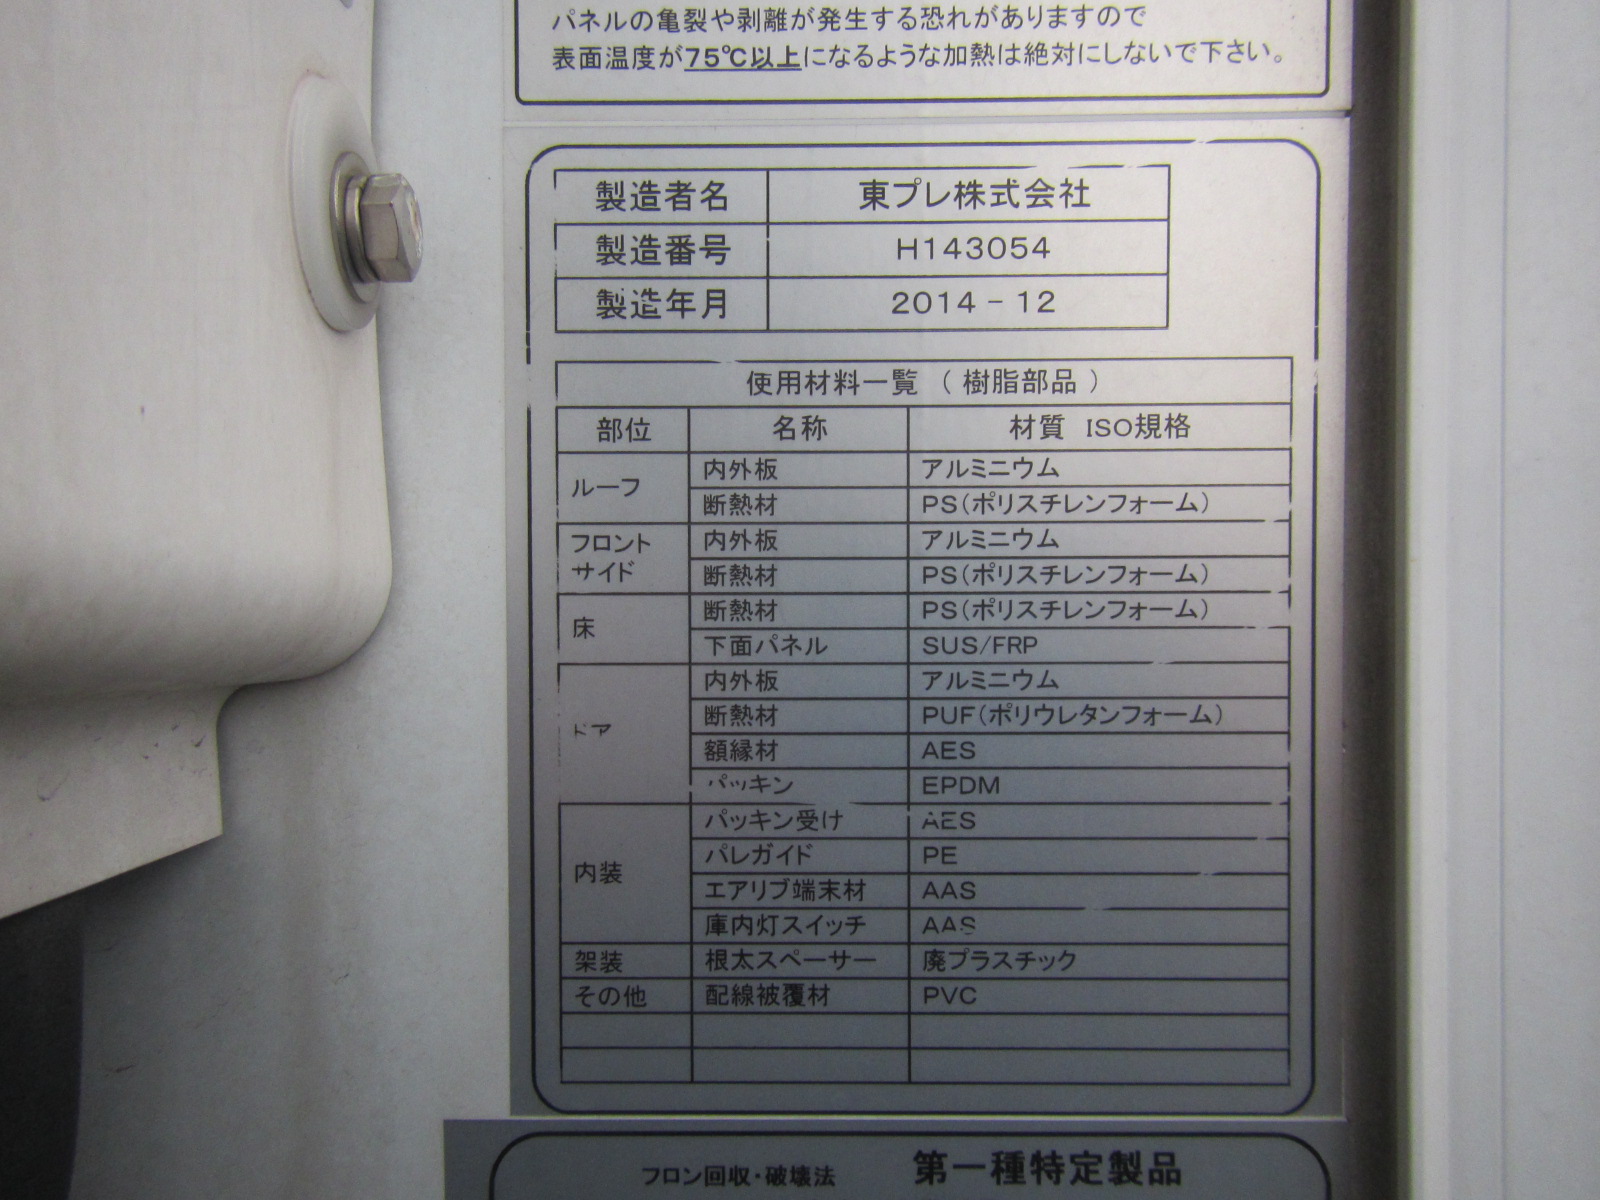 パネルの亀裂や剥離が発生する恐れがありますので
表面温度が75℃以上になるような加熱は絶対にしないで下さい。
製造者名 東プレ株式会社
製造番号 H143054
製造年月 2014-12
使用材料一覧 (樹脂部品)
部位 名称 材質 ISO規格
ルーフ 内外板 アルミニウム
断熱材 PS(ポリスチレンフォーム)
フロントサイド 内外板 アルミニウム
断熱材 PS(ポリスチレンフォーム)
床 断熱材 PS(ポリスチレンフォーム)
下面パネル SUS/FRP
ドア 内外板 アルミニウム
断熱材 PUF(ポリウレタンフォーム)
額縁材 AES
パッキン EPDM
内装 パッキン受け AES
パレガイド PE
エアリブ端末材 AAS
庫内灯スイッチ AAS
架装 根太スペーサー 廃プラスチック
その他 配線被覆材 PVC
フロン回収・破壊法 第一種特定製品